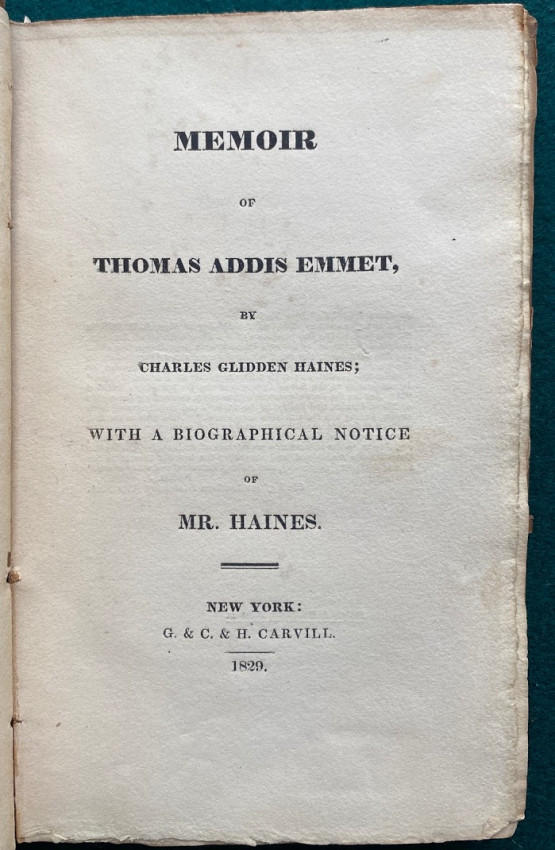 MEMOIR
OF
THOMAS ADDIS EMMET,
BY
CHARLES GLIDDEN HAINES;
WITH A BIOGRAPHICAL NOTICE
OF
MR. HAINES.
NEW YORK:
G. & C. & H. CARVILL.
1829.